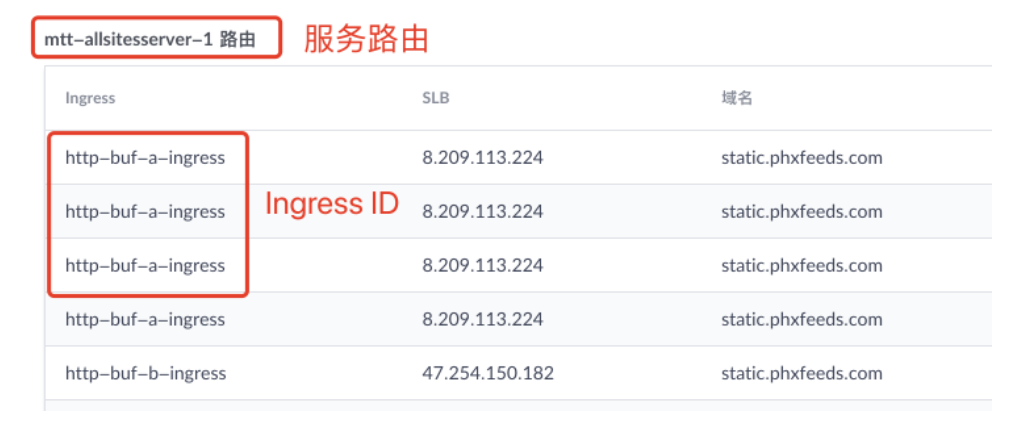 mtt-allsitesserver-1 路由 服务路由
Ingress SLB 域名
http-buf-a-ingress 8.209.113.224 static.phxfeeds.com
http-buf-a-ingress Ingress ID 8.209.113.224 static.phxfeeds.com
http-buf-a-ingress 8.209.113.224 static.phxfeeds.com
http-buf-a-ingress 8.209.113.224 static.phxfeeds.com
http-buf-b-ingress 47.254.150.182 static.phxfeeds.com